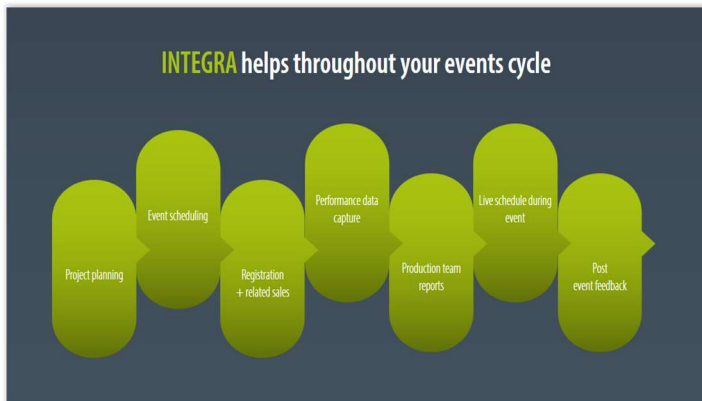 INTEGRA helps throughout your events cycle
Project planning
Event scheduling
Registration
+ related sales
Performance data
capture
Production team
reports
Live schedule during
event
Post
event feedback